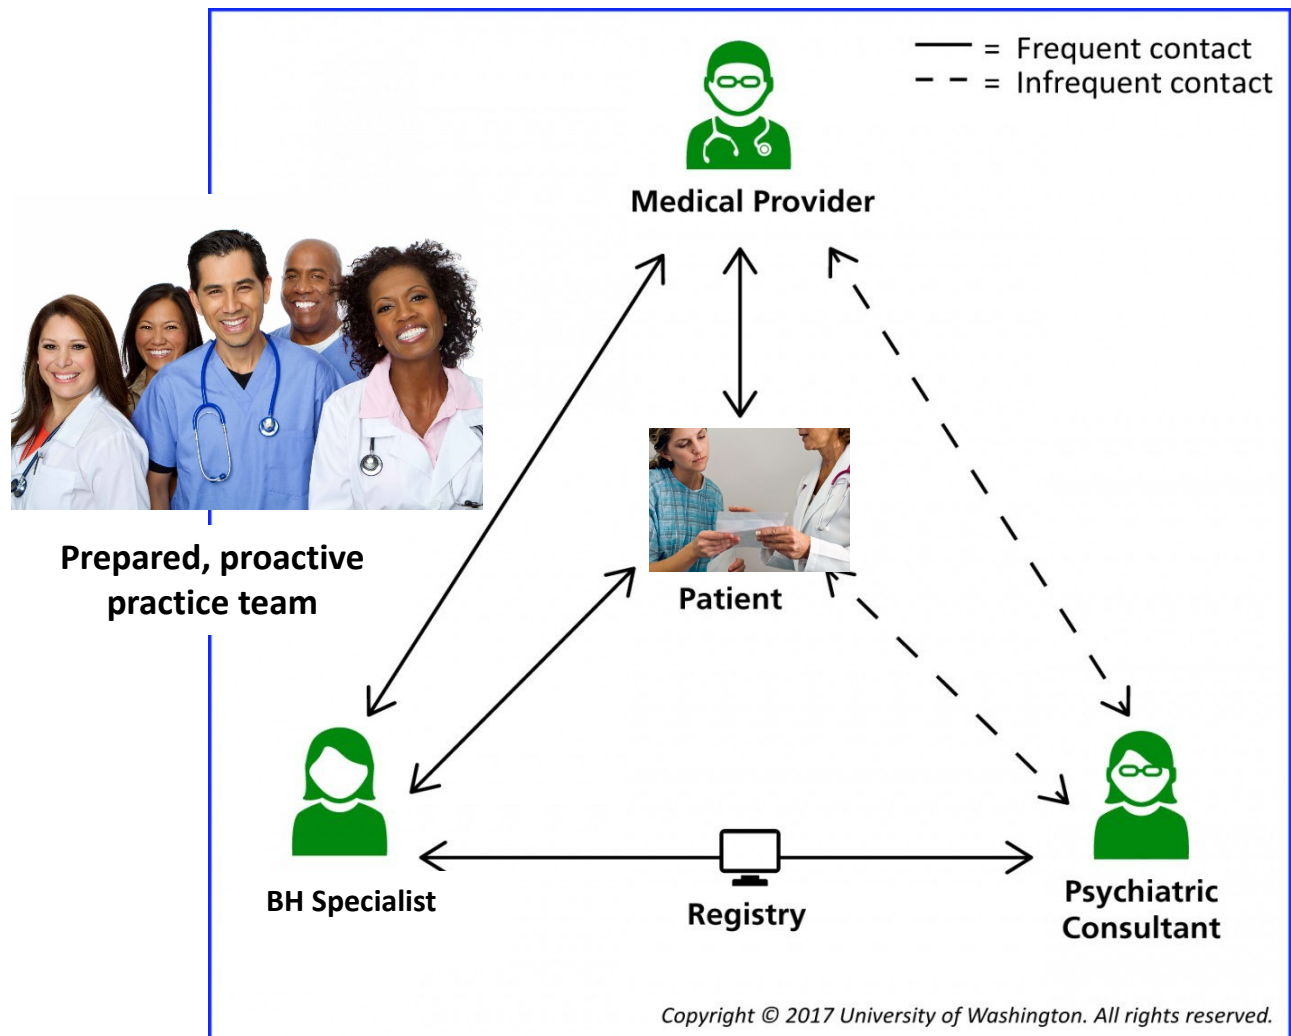 = Frequent contact
= Infrequent contact
Medical Provider
Prepared, proactive
practice team
Patient
BH Specialist
Registry
Psychiatric
Consultant
Copyright © 2017 University of Washington. All rights reserved.